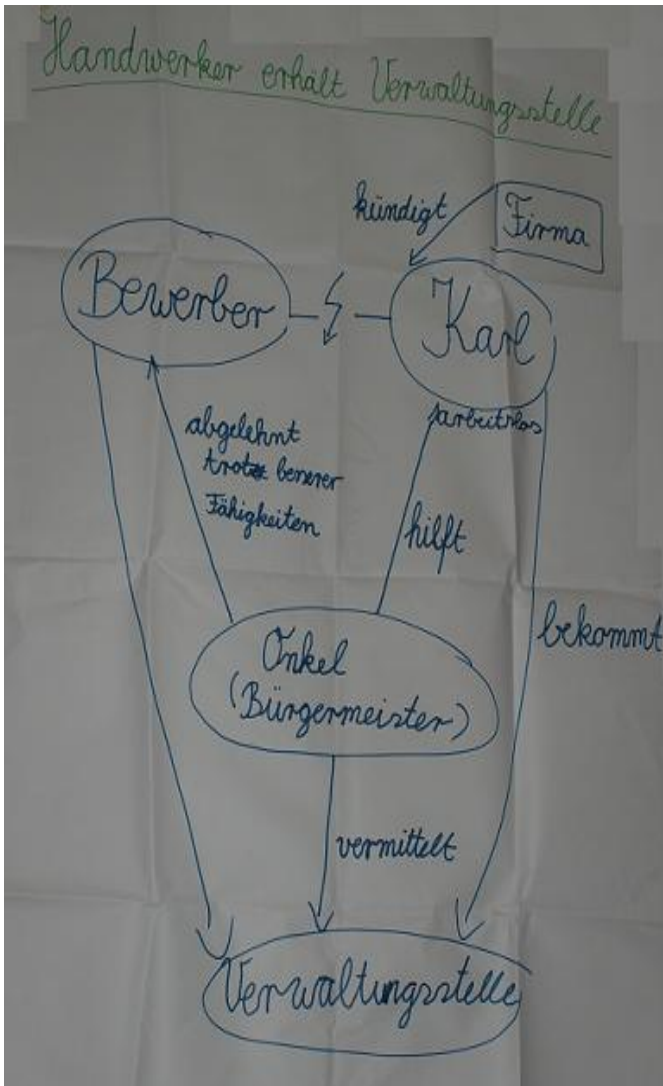 Handwerker erhält Verwaltungsstelle
kündigt
Firma
Bewerber
Karl
arbeitslos
abgelehnt
trotz besserer
Fähigkeiten
hilft
Onkel
(Bürgermeister)
bekommt
vermittelt
Verwaltungsstelle